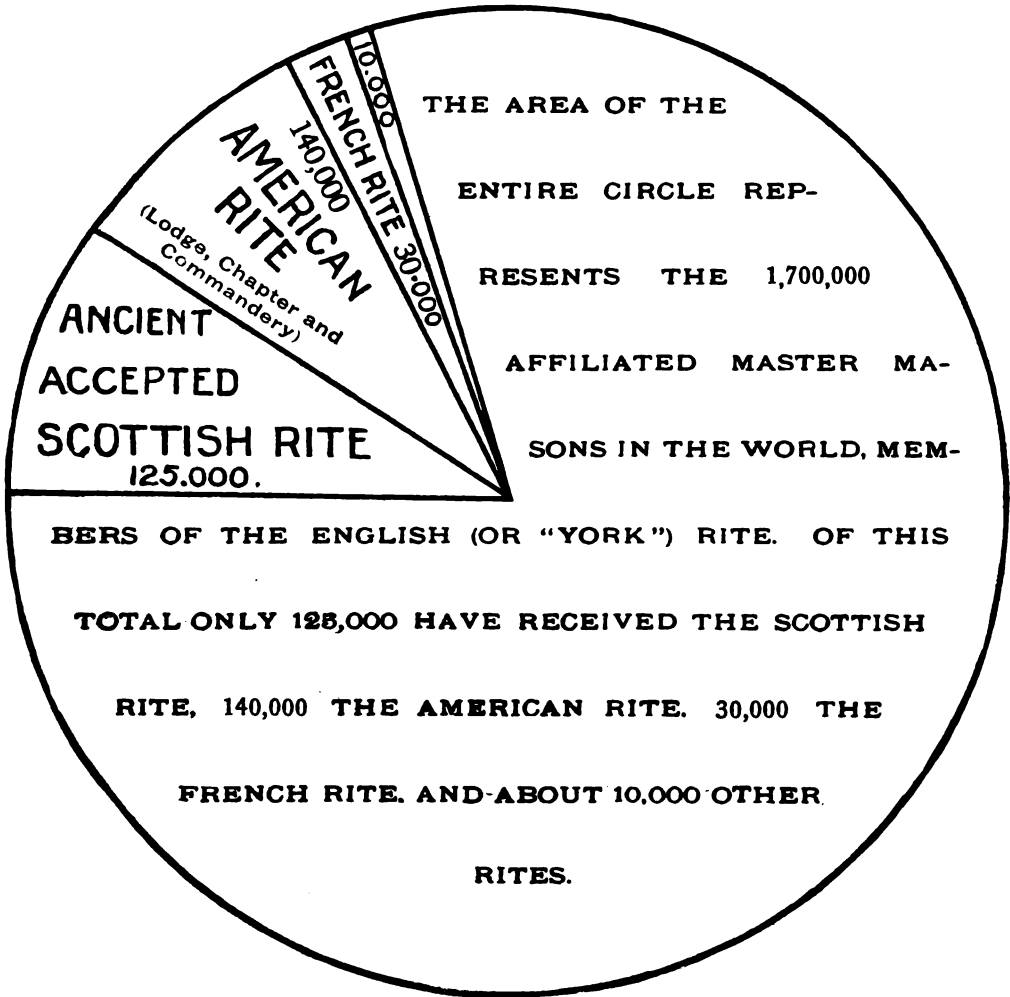 10.000
FRENCH RITE 30.000
140,000
AMERICAN
RITE
(Lodge, Chapter and
Commandery)
ANCIENT
ACCEPTED
SCOTTISH RITE
125.000.
THE AREA OF THE
ENTIRE CIRCLE REP-
RESENTS THE 1,700,000
AFFILIATED MASTER MA-
SONS IN THE WORLD, MEM-
BERS OF THE ENGLISH (OR “YORK”) RITE. OF THIS
TOTAL ONLY 125,000 HAVE RECEIVED THE SCOTTISH
RITE, 140,000 THE AMERICAN RITE. 30,000 THE
FRENCH RITE. AND ABOUT 10,000 OTHER
RITES.